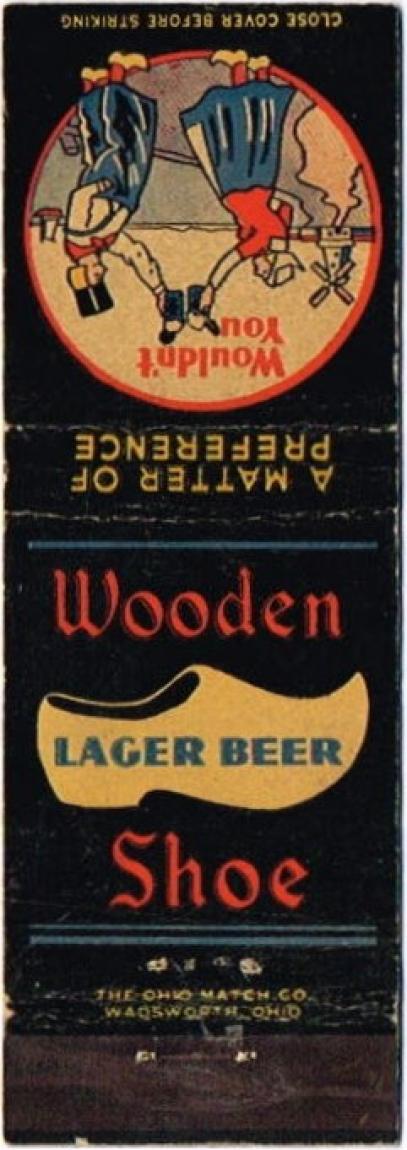 CLOSE COVER BEFORE STRIKING
Wouldn't
You
A MATTER OF
PREFERENCE
Wooden
LAGER BEER
Shoe
THE OHIO MATCH CO.
WADSWORTH, OHIO